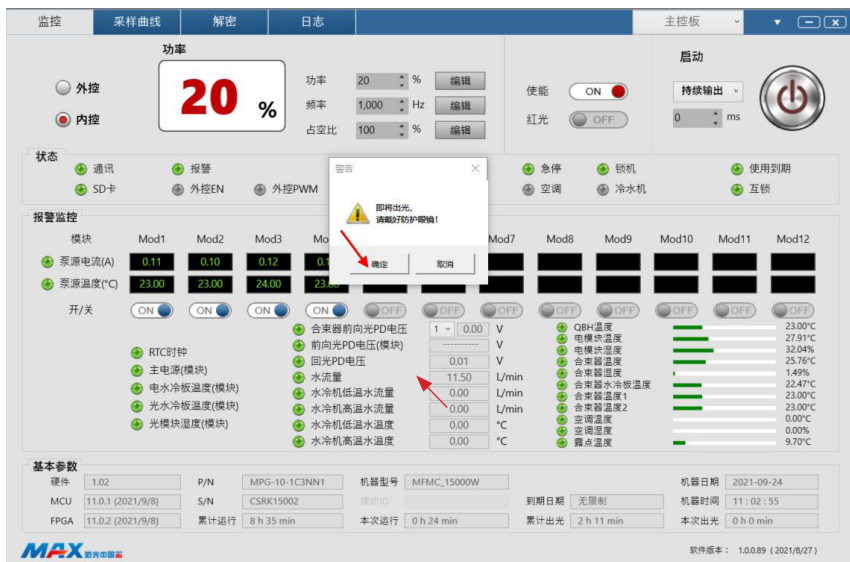 监控 采样曲线 解密 日志 主控板
功率
启动
外控
内控
20 %
功率 20 % 编辑
频率 1,000 Hz 编辑
占空比 100 % 编辑
使能 ON
红光 OFF
持续输出
0 ms
状态
通讯 报警 急停 锁机 使用到期
SD卡 外控EN 外控PWM 空调 冷水机 互锁
警告
即将出光,
请戴好防护眼镜!
确定 取消
报警监控
模块 Mod1 Mod2 Mod3 Mo Mod7 Mod8 Mod9 Mod10 Mod11 Mod12
泵源电流(A) 0.11 0.10 0.12
泵源温度(°C) 23.00 23.00 24.00 23.00
开/关 ON ON ON ON OFF OFF OFF OFF OFF OFF OFF OFF
RTC时钟
主电源(模块)
电水冷板温度(模块)
光水冷板温度(模块)
光模块湿度(模块)
合束器前向光PD电压 1 0.00 V
前向光PD电压(模块) ---------- V
回光PD电压 0.01 V
水流量 11.50 L/min
水冷机低温水流量 0.00 L/min
水冷机高温水流量 0.00 L/min
水冷机低温水温度 0.00 °C
水冷机高温水温度 0.00 °C
QBH温度 23.00°C
电模块温度 27.91°C
电模块湿度 32.04%
合束器温度 25.76°C
合束器湿度 1.49%
合束器水冷板温度 22.47°C
合束器温度1 23.00°C
合束器温度2 23.00°C
空调温度 0.00°C
空调湿度 0.00%
露点温度 9.70°C
基本参数
硬件 1.02 P/N MPG-10-1C3NN1 机器型号 MFMC_15000W 机器日期 2021-09-24
MCU 11.0.1 (2021/9/8) S/N CSRK15002 模块ID 到期日期 无限制 机器时间 11 : 02 : 55
FPGA 11.0.2 (2021/9/8) 累计运行 8 h 35 min 本次运行 0 h 24 min 累计出光 2 h 11 min 本次出光 0 h 0 min
MAX 激光中国芯
软件版本: 1.0.0.89 (2021/8/27)